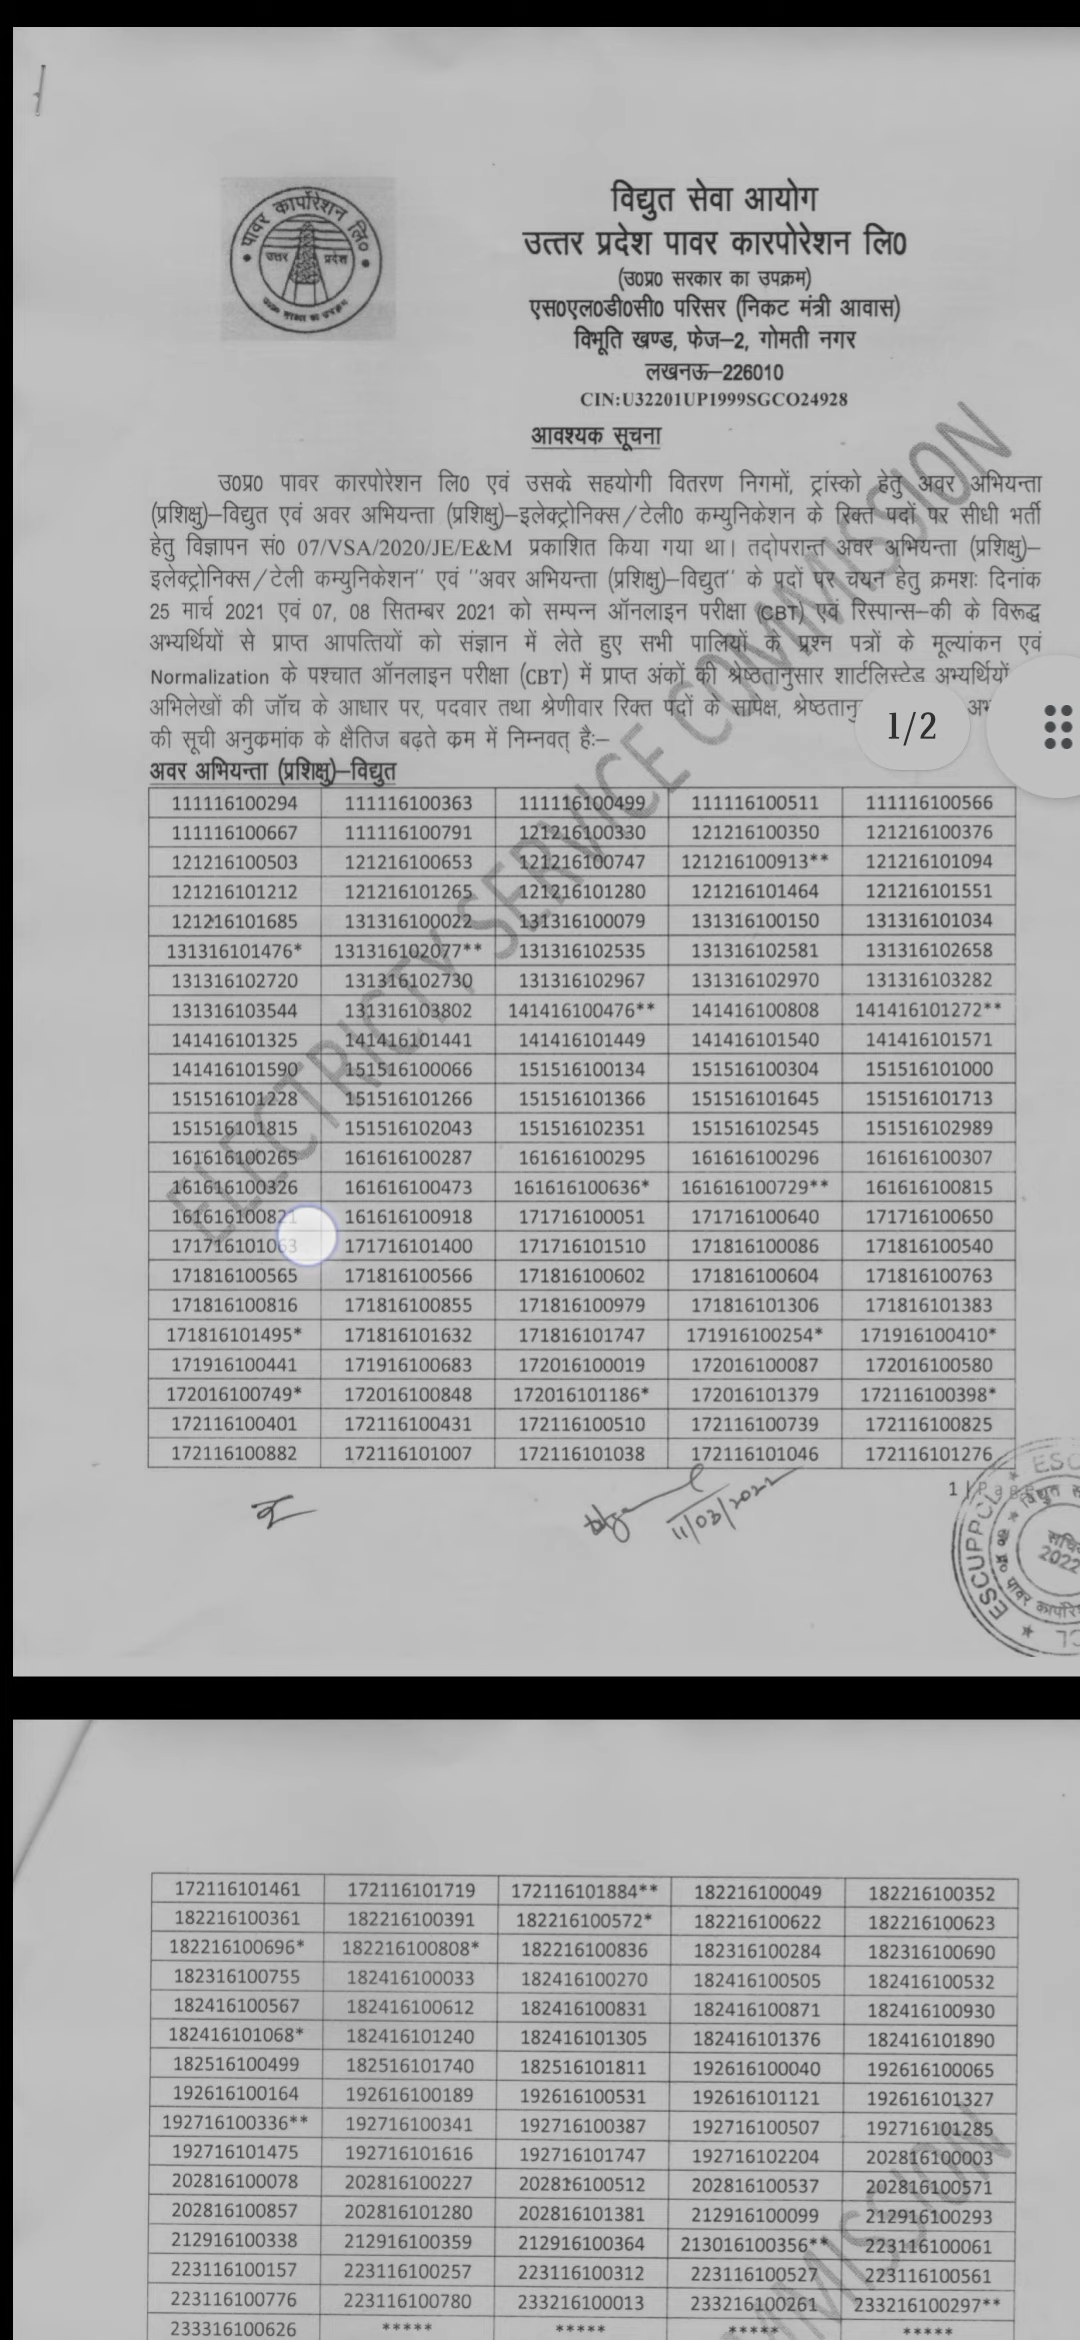 पावर कार्पोरेशन लि०
उत्तर प्रदेश
विद्युत सेवा आयोग
उत्तर प्रदेश पावर कारपोरेशन लि0
(उ0प्र0 सरकार का उपक्रम)
एस0एल0डी0सी0 परिसर (निकट मंत्री आवास)
विभूति खण्ड, फेज–2, गोमती नगर
लखनऊ–226010
CIN:U32201UP1999SGCO24928
आवश्यक सूचना
उ0प्र0 पावर कारपोरेशन लि0 एवं उसके सहयोगी वितरण निगमों, ट्रांस्को हेतु अवर अभियन्ता
(प्रशिक्षु)–विद्युत एवं अवर अभियन्ता (प्रशिक्षु)–इलेक्ट्रोनिक्स/टेली0 कम्युनिकेशन के रिक्त पदों पर सीधी भर्ती
हेतु विज्ञापन सं0 07/VSA/2020/JE/E&M प्रकाशित किया गया था। तदोपरान्त अवर अभियन्ता (प्रशिक्षु)–
इलेक्ट्रोनिक्स/टेली कम्युनिकेशन" एवं "अवर अभियन्ता (प्रशिक्षु)–विद्युत" के पदों पर चयन हेतु क्रमशः दिनांक
25 मार्च 2021 एवं 07, 08 सितम्बर 2021 को सम्पन्न ऑनलाइन परीक्षा (CBT) एवं रिस्पान्स–की के विरूद्ध
अभ्यर्थियों से प्राप्त आपत्तियों को संज्ञान में लेते हुए सभी पालियों के प्रश्न पत्रों के मूल्यांकन एवं
Normalization के पश्चात ऑनलाइन परीक्षा (CBT) में प्राप्त अंकों की श्रेष्ठतानुसार शार्टलिस्टेड अभ्यर्थियों
अभिलेखों की जॉच के आधार पर, पदवार तथा श्रेणीवार रिक्त पदों के सापेक्ष,
की सूची अनुक्रमांक के क्षैतिज बढ़ते क्रम में निम्नवत् हैः–
1/2
अवर अभियन्ता (प्रशिक्षु)–विद्युत
111116100294 111116100363 111116100499 111116100511 111116100566
111116100667 111116100791 121216100330 121216100350 121216100376
121216100503 121216100653 121216100747 121216100913** 121216101094
121216101212 121216101265 121216101280 121216101464 121216101551
121216101685 131316100022 131316100079 131316100150 131316101034
131316101476* 131316102077** 131316102535 131316102581 131316102658
131316102720 131316102730 131316102967 131316102970 131316103282
131316103544 131316103802 141416100476** 141416100808 141416101272**
141416101325 141416101441 141416101449 141416101540 141416101571
141416101590 151516100066 151516100134 151516100304 151516101000
151516101228 151516101266 151516101366 151516101645 151516101713
151516101815 151516102043 151516102351 151516102545 151516102989
161616100265 161616100287 161616100295 161616100296 161616100307
161616100326 161616100473 161616100636* 161616100729** 161616100815
161616100821 161616100918 171716100051 171716100640 171716100650
171716101063 171716101400 171716101510 171816100086 171816100540
171816100565 171816100566 171816100602 171816100604 171816100763
171816100816 171816100855 171816100979 171816101306 171816101383
171816101495* 171816101632 171816101747 171916100254* 171916100410*
171916100441 171916100683 172016100019 172016100087 172016100580
172016100749* 172016100848 172016101186* 172016101379 172116100398*
172116100401 172116100431 172116100510 172116100739 172116100825
172116100882 172116101007 172116101038 172116101046 172116101276
ELECTRICTY SERVICE COMMISSION
11/03/2022
1 | Page
ESCUPPCL
2022
172116101461 172116101719 172116101884** 182216100049 182216100352
182216100361 182216100391 182216100572* 182216100622 182216100623
182216100696* 182216100808* 182216100836 182316100284 182316100690
182316100755 182416100033 182416100270 182416100505 182416100532
182416100567 182416100612 182416100831 182416100871 182416100930
182416101068* 182416101240 182416101305 182416101376 182416101890
182516100499 182516101740 182516101811 192616100040 192616100065
192616100164 192616100189 192616100531 192616101121 192616101327
192716100336** 192716100341 192716100387 192716100507 192716101285
192716101475 192716101616 192716101747 192716102204 202816100003
202816100078 202816100227 202816100512 202816100537 202816100571
202816100857 202816101280 202816101381 212916100099 212916100293
212916100338 212916100359 212916100364 213016100356** 223116100061
223116100157 223116100257 223116100312 223116100527 223116100561
223116100776 223116100780 233216100013 233216100261 233216100297**
233316100626 ***** ***** ***** *****
MMISSION